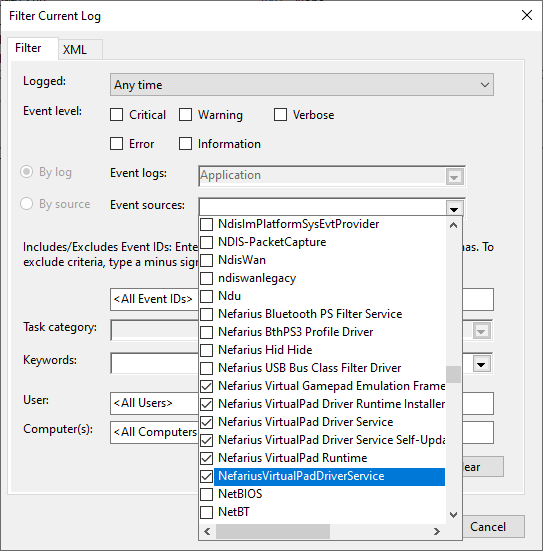 Filter Current Log
Filter
XML
Logged:
Any time
Event level:
Critical
Warning
Verbose
Error
Information
By log
Event logs:
Application
By source
Event sources:
NdisImPlatformSysEvtProvider
NDIS-PacketCapture
NdisWan
ndiswanlegacy
Ndu
Nefarius Bluetooth PS Filter Service
Nefarius BthPS3 Profile Driver
Nefarius Hid Hide
Nefarius USB Bus Class Filter Driver
Nefarius Virtual Gamepad Emulation Frame
Nefarius VirtualPad Driver Runtime Installer
Nefarius VirtualPad Driver Service
Nefarius VirtualPad Driver Service Self-Upda
Nefarius VirtualPad Runtime
NefariusVirtualPadDriverService
NetBIOS
NetBT
Includes/Excludes Event IDs: Ente
mas. To
exclude criteria, type a minus sign
<All Event IDs>
Task category:
Keywords:
User:
<All Users>
Computer(s):
<All Computers
lear
Cancel